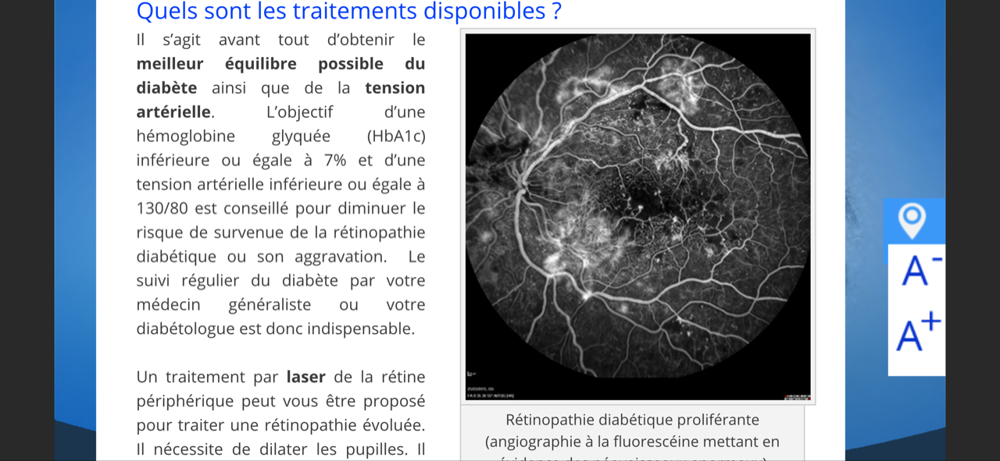 Quels sont les traitements disponibles ?
Il s’agit avant tout d’obtenir le
meilleur équilibre possible du
diabète ainsi que de la tension
artérielle. L’objectif d’une
hémoglobine glyquée (HbA1c)
inférieure ou égale à 7% et d’une
tension artérielle inférieure ou égale à
130/80 est conseillé pour diminuer le
risque de survenue de la rétinopathie
diabétique ou son aggravation. Le
suivi régulier du diabète par votre
médecin généraliste ou votre
diabétologue est donc indispensable.
Un traitement par laser de la rétine
périphérique peut vous être proposé
pour traiter une rétinopathie évoluée.
Il nécessite de dilater les pupilles. Il
Rétinopathie diabétique proliférante
(angiographie à la fluorescéine mettant en
A-
A+